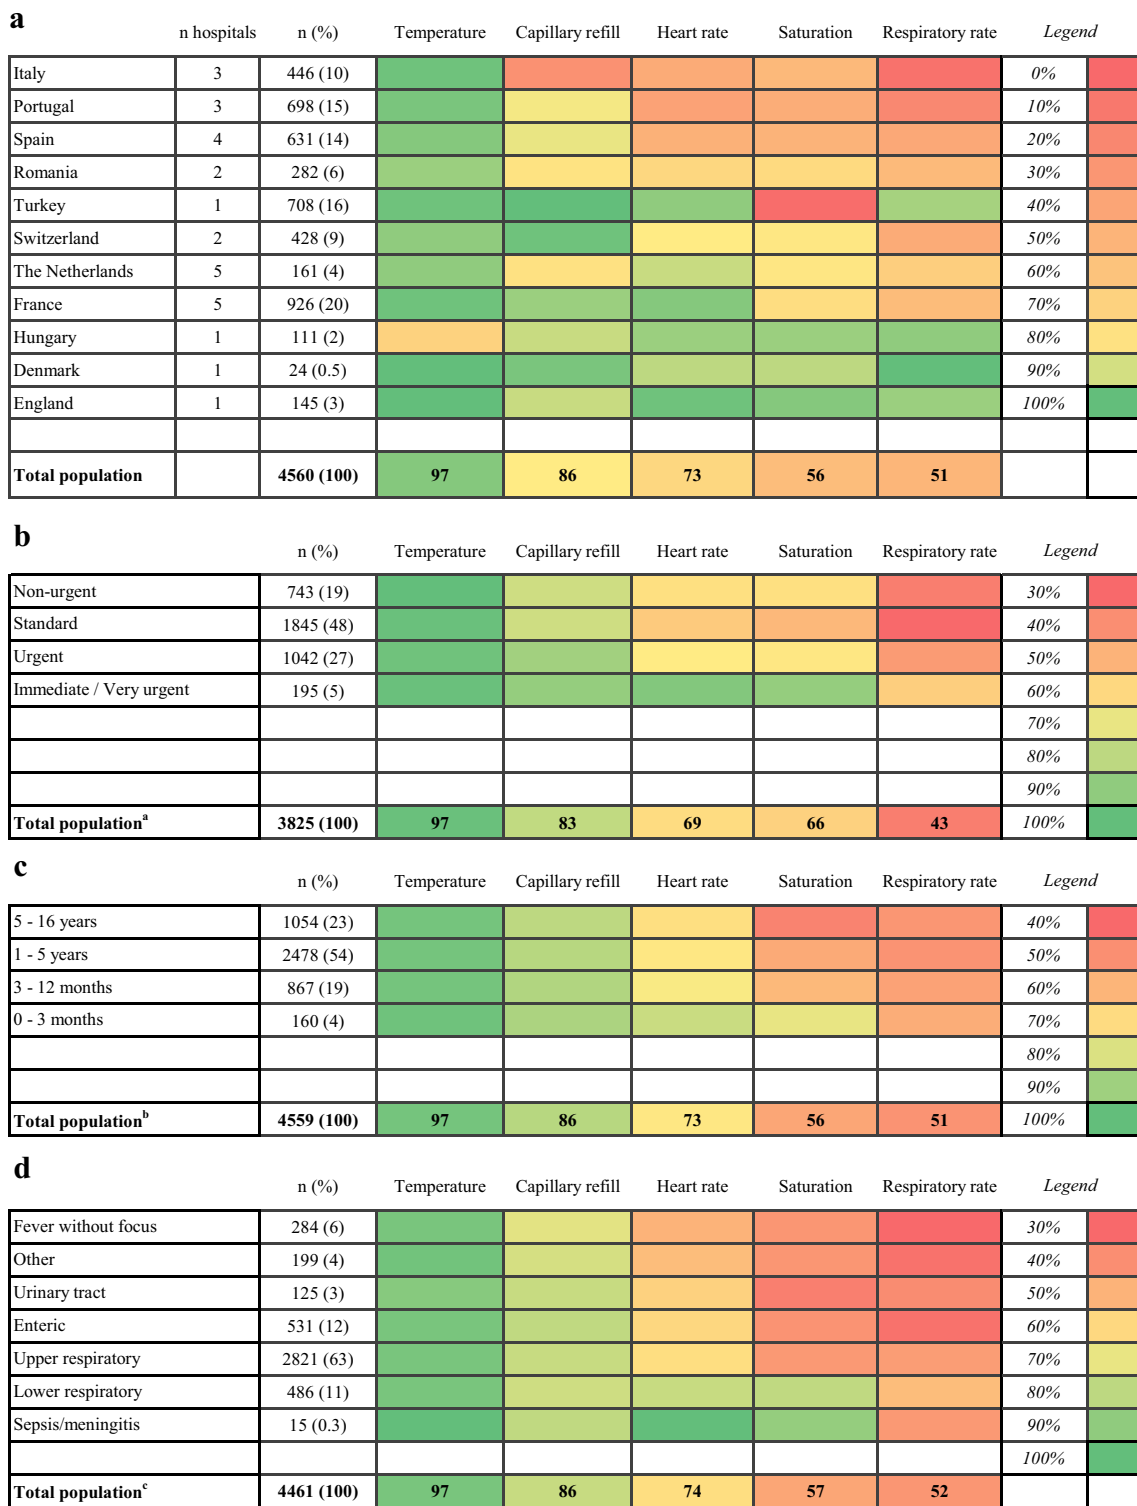 a
n hospitals n (%) Temperature Capillary refill Heart rate Saturation Respiratory rate Legend
Italy 3 446 (10) 0%
Portugal 3 698 (15) 10%
Spain 4 631 (14) 20%
Romania 2 282 (6) 30%
Turkey 1 708 (16) 40%
Switzerland 2 428 (9) 50%
The Netherlands 5 161 (4) 60%
France 5 926 (20) 70%
Hungary 1 111 (2) 80%
Denmark 1 24 (0.5) 90%
England 1 145 (3) 100%
Total population 4560 (100) 97 86 73 56 51
b
n (%) Temperature Capillary refill Heart rate Saturation Respiratory rate Legend
Non-urgent 743 (19) 30%
Standard 1845 (48) 40%
Urgent 1042 (27) 50%
Immediate / Very urgent 195 (5) 60%
70%
80%
90%
Total population^a 3825 (100) 97 83 69 66 43 100%
c
n (%) Temperature Capillary refill Heart rate Saturation Respiratory rate Legend
5 - 16 years 1054 (23) 40%
1 - 5 years 2478 (54) 50%
3 - 12 months 867 (19) 60%
0 - 3 months 160 (4) 70%
80%
90%
Total population^b 4559 (100) 97 86 73 56 51 100%
d
n (%) Temperature Capillary refill Heart rate Saturation Respiratory rate Legend
Fever without focus 284 (6) 30%
Other 199 (4) 40%
Urinary tract 125 (3) 50%
Enteric 531 (12) 60%
Upper respiratory 2821 (63) 70%
Lower respiratory 486 (11) 80%
Sepsis/meningitis 15 (0.3) 90%
100%
Total population^c 4461 (100) 97 86 74 57 52